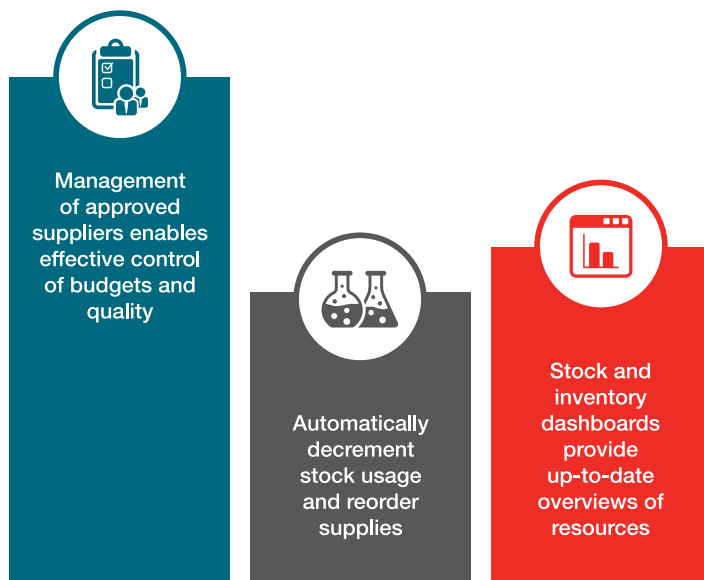 Management
of approved
suppliers enables
effective control
of budgets and
quality
Automatically
decrement
stock usage
and reorder
supplies
Stock and
inventory
dashboards
provide
up-to-date
overviews of
resources